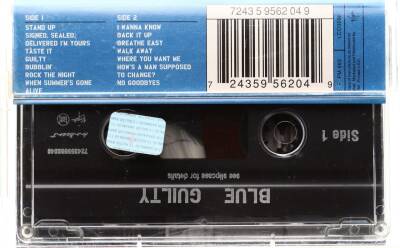 SIDE 1
STAND UP
SIGNED, SEALED,
DELIVERED I'M YOURS
TASTE IT
GUILTY
BUBBLIN'
ROCK THE NIGHT
WHEN SUMMER'S GONE
ALIVE
SIDE 2
I WANNA KNOW
BACK IT UP
BREATHE EASY
WALK AWAY
WHERE YOU WANT ME
HOW'S A MAN SUPPOSED
TO CHANGE?
NO GOODBYES
7243 5 95620 4 9
7 24359 56204 9
Side 1
see slipcase for details
BLUE GUILTY